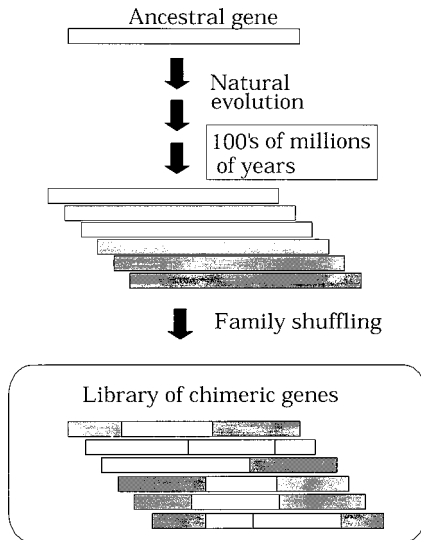 Ancestral gene
Natural
evolution
100's of millions
of years
Family shuffling
Library of chimeric genes